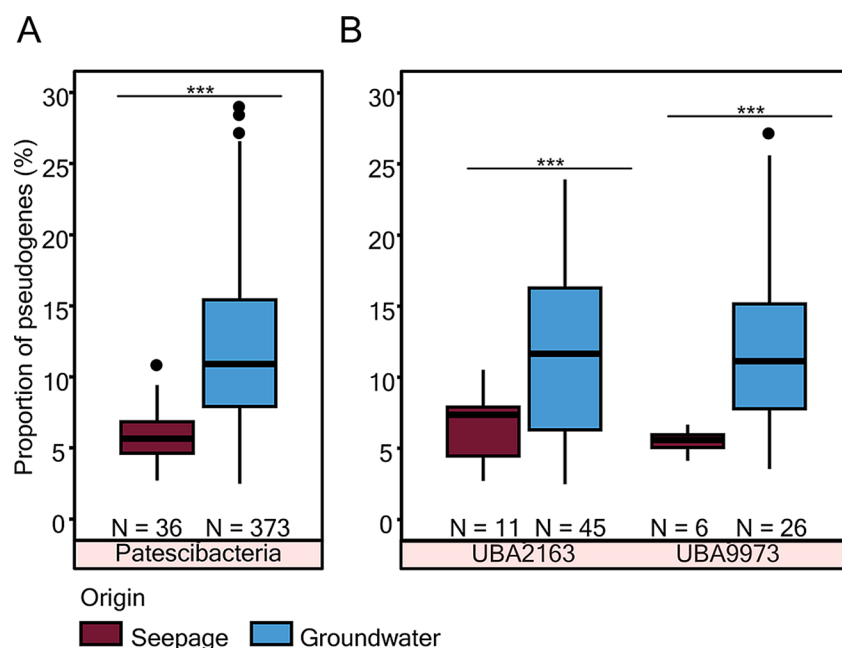 A B
Proportion of pseudogenes (%)
30
25
20
15
10
5
0
***
N = 36 N = 373
Patescibacteria
30
25
20
15
10
5
0
***
***
N = 11 N = 45 N = 6 N = 26
UBA2163 UBA9973
Origin
Seepage Groundwater